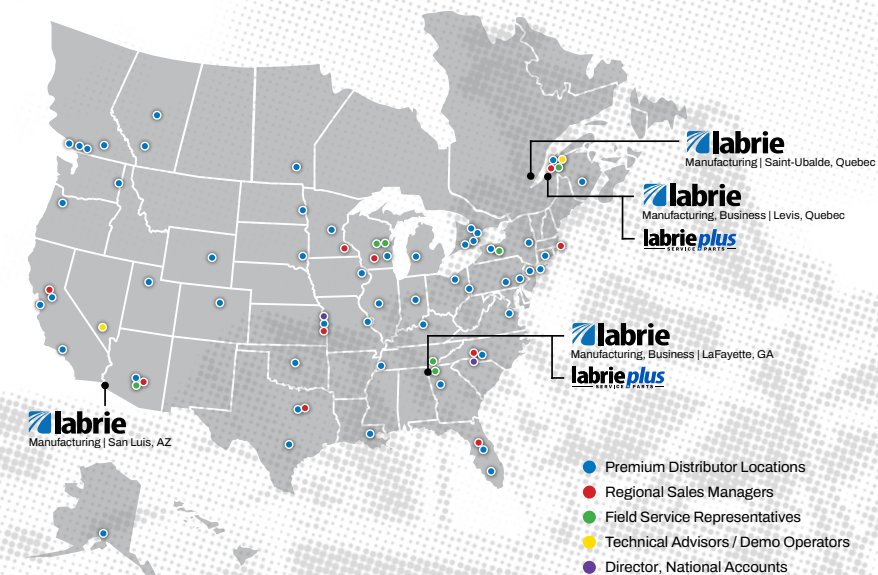 labrie
Manufacturing | Saint-Ubalde, Quebec
labrie
Manufacturing, Business | Levis, Quebec
labrieplus
SERVICE PARTS
labrie
Manufacturing, Business | LaFayette, GA
labrieplus
SERVICE PARTS
labrie
Manufacturing | San Luis, AZ
Premium Distributor Locations
Regional Sales Managers
Field Service Representatives
Technical Advisors / Demo Operators
Director, National Accounts